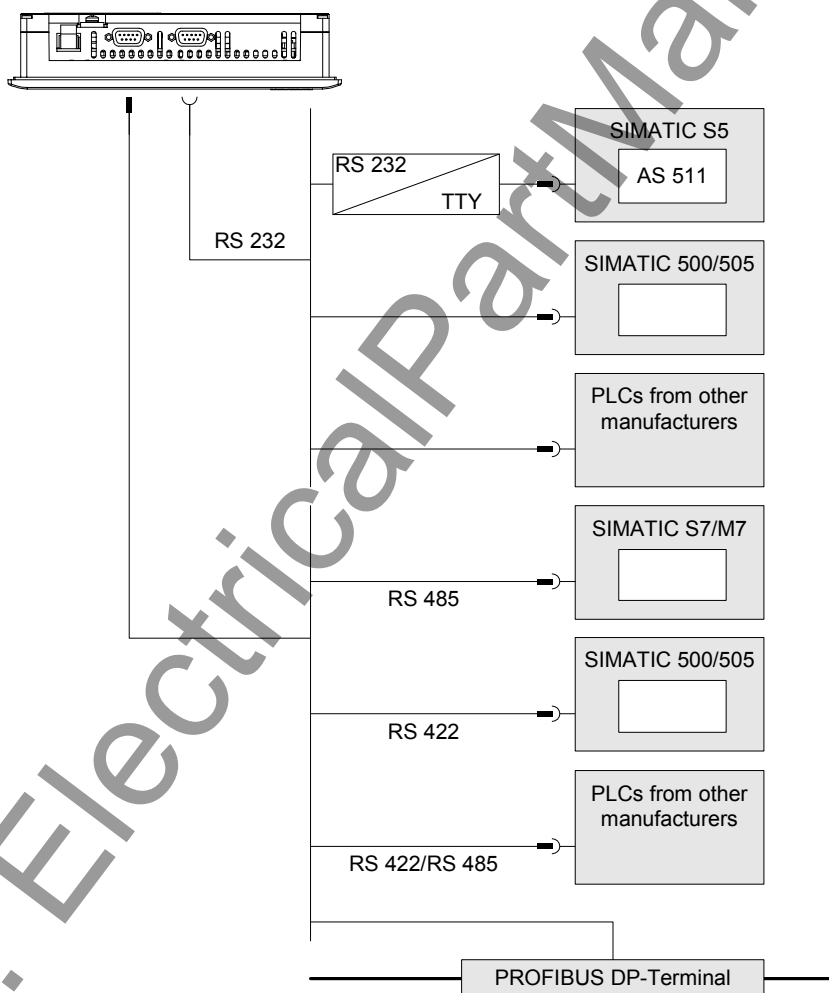 SIMATIC S5
AS 511
RS 232
TTY
RS 232
SIMATIC 500/505
PLCs from other
manufacturers
SIMATIC S7/M7
RS 485
SIMATIC 500/505
RS 422
PLCs from other
manufacturers
RS 422/RS 485
PROFIBUS DP-Terminal
. ElectricalPartMa